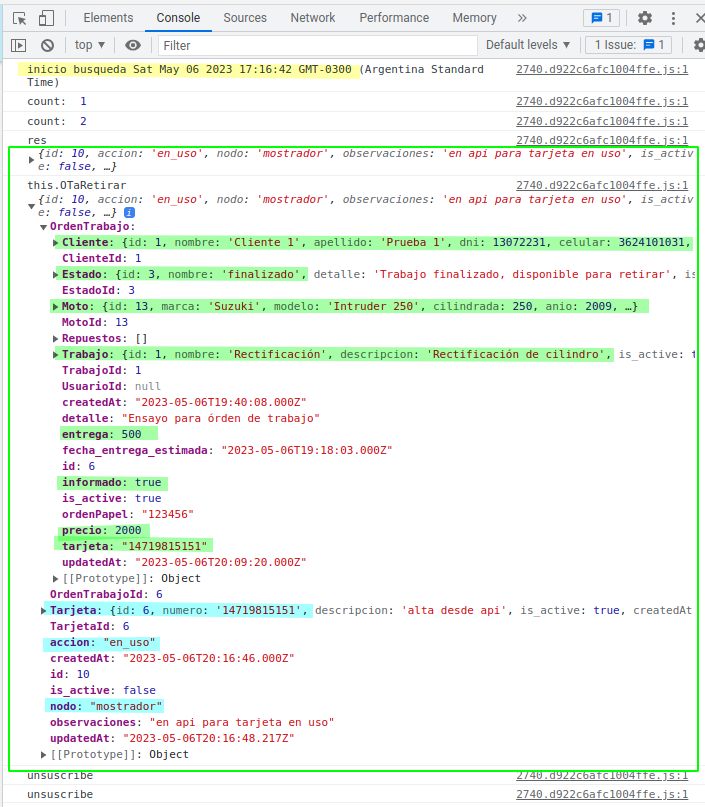 Elements Console Sources Network Performance Memory » 1
top Filter Default levels 1 Issue: 1
inicio busqueda Sat May 06 2023 17:16:42 GMT-0300 (Argentina Standard 2740.d922c6afc1004ffe.js:1
Time)
count: 1 2740.d922c6afc1004ffe.js:1
count: 2 2740.d922c6afc1004ffe.js:1
res 2740.d922c6afc1004ffe.js:1
{id: 10, accion: 'en_uso', nodo: 'mostrador', observaciones: 'en api para tarjeta en uso', is_activ
e: false, …}
this.OTaRetirar 2740.d922c6afc1004ffe.js:1
{id: 10, accion: 'en_uso', nodo: 'mostrador', observaciones: 'en api para tarjeta en uso', is_activ
e: false, …} i
OrdenTrabajo:
Cliente: {id: 1, nombre: 'Cliente 1', apellido: 'Prueba 1', dni: 13072231, celular: 3624101031,
ClienteId: 1
Estado: {id: 3, nombre: 'finalizado', detalle: 'Trabajo finalizado, disponible para retirar', is
EstadoId: 3
Moto: {id: 13, marca: 'Suzuki', modelo: 'Intruder 250', cilindrada: 250, anio: 2009, …}
MotoId: 13
Repuestos: []
Trabajo: {id: 1, nombre: 'Rectificación', descripcion: 'Rectificación de cilindro', is_active: t
TrabajoId: 1
UsuarioId: null
createdAt: "2023-05-06T19:40:08.000Z"
detalle: "Ensayo para órden de trabajo"
entrega: 500
fecha_entrega_estimada: "2023-05-06T19:18:03.000Z"
id: 6
informado: true
is_active: true
ordenPapel: "123456"
precio: 2000
tarjeta: "14719815151"
updatedAt: "2023-05-06T20:09:20.000Z"
[[Prototype]]: Object
OrdenTrabajoId: 6
Tarjeta: {id: 6, numero: '14719815151', descripcion: 'alta desde api', is_active: true, createdAt
TarjetaId: 6
accion: "en_uso"
createdAt: "2023-05-06T20:16:46.000Z"
id: 10
is_active: false
nodo: "mostrador"
observaciones: "en api para tarjeta en uso"
updatedAt: "2023-05-06T20:16:48.217Z"
[[Prototype]]: Object
unsuscribe 2740.d922c6afc1004ffe.js:1
unsuscribe 2740.d922c6afc1004ffe.js:1